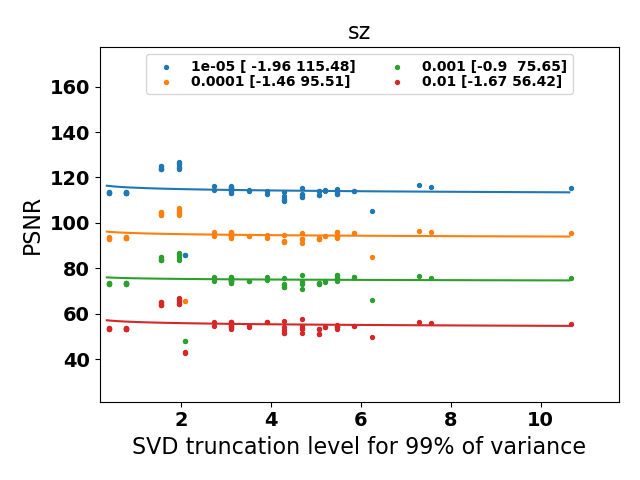 sz
1e-05 [ -1.96 115.48]
0.0001 [-1.46 95.51]
0.001 [-0.9  75.65]
0.01 [-1.67 56.42]
PSNR
160
140
120
100
80
60
40
2 4 6 8 10
SVD truncation level for 99% of variance